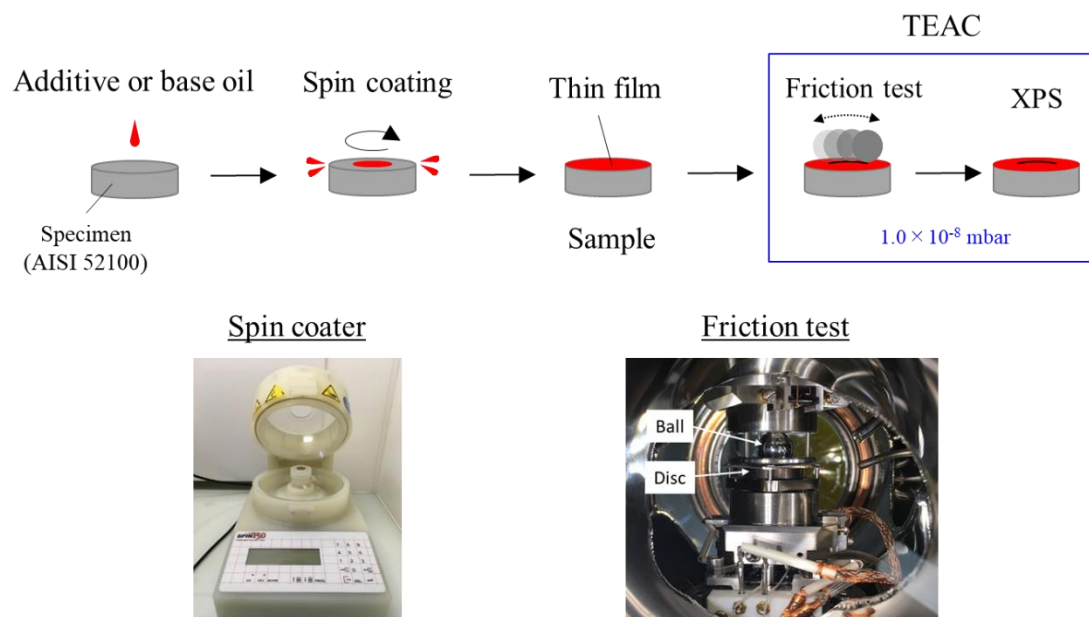 TEAC
Additive or base oil
Spin coating
Thin film
Friction test
XPS
Specimen
(AISI 52100)
Sample
1.0 × 10⁻⁸ mbar
Spin coater
Friction test
Ball
Disc
SPIN150